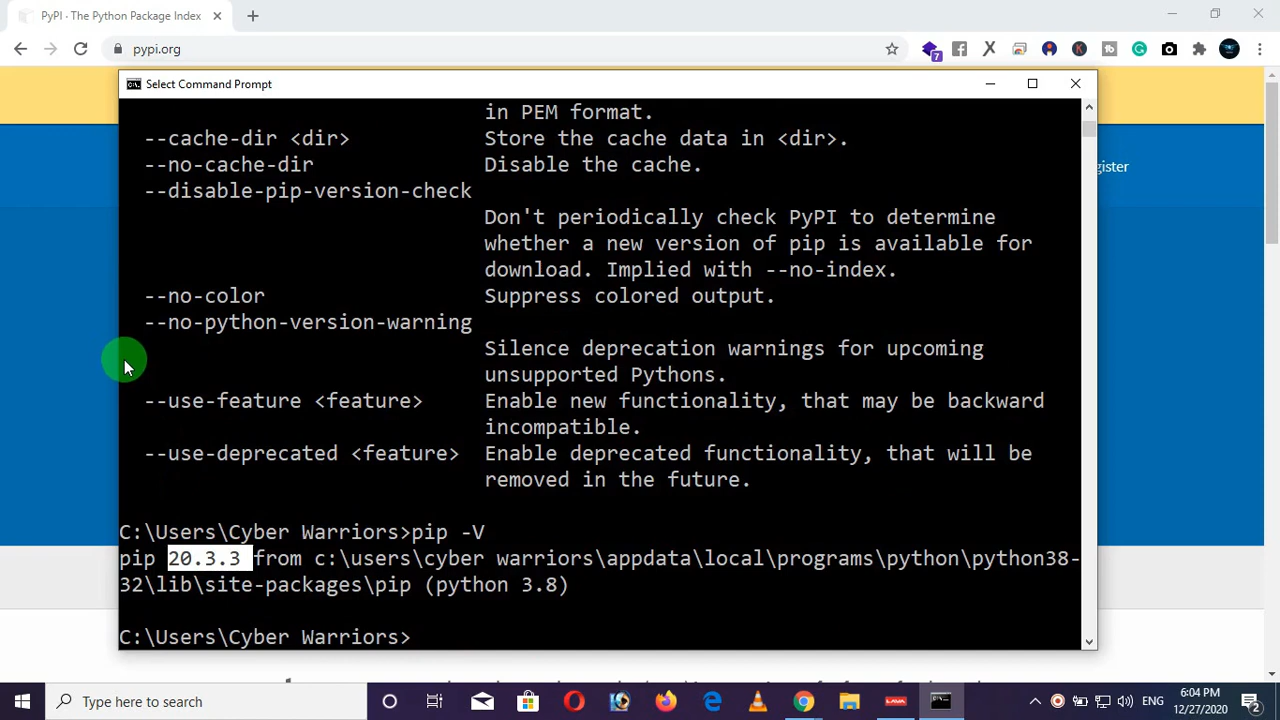 PyPI · The Python Package Index
pypi.org
7
Select Command Prompt
gister
in PEM format.
--cache-dir <dir> Store the cache data in <dir>.
--no-cache-dir Disable the cache.
--disable-pip-version-check
Don't periodically check PyPI to determine
whether a new version of pip is available for
download. Implied with --no-index.
--no-color Suppress colored output.
--no-python-version-warning
Silence deprecation warnings for upcoming
unsupported Pythons.
--use-feature <feature> Enable new functionality, that may be backward
incompatible.
--use-deprecated <feature> Enable deprecated functionality, that will be
removed in the future.
C:\Users\Cyber Warriors>pip -V
pip 20.3.3 from c:\users\cyber warriors\appdata\local\programs\python\python38-
32\lib\site-packages\pip (python 3.8)
C:\Users\Cyber Warriors>
Type here to search
LAVA
ENG
6:04 PM
12/27/2020
2